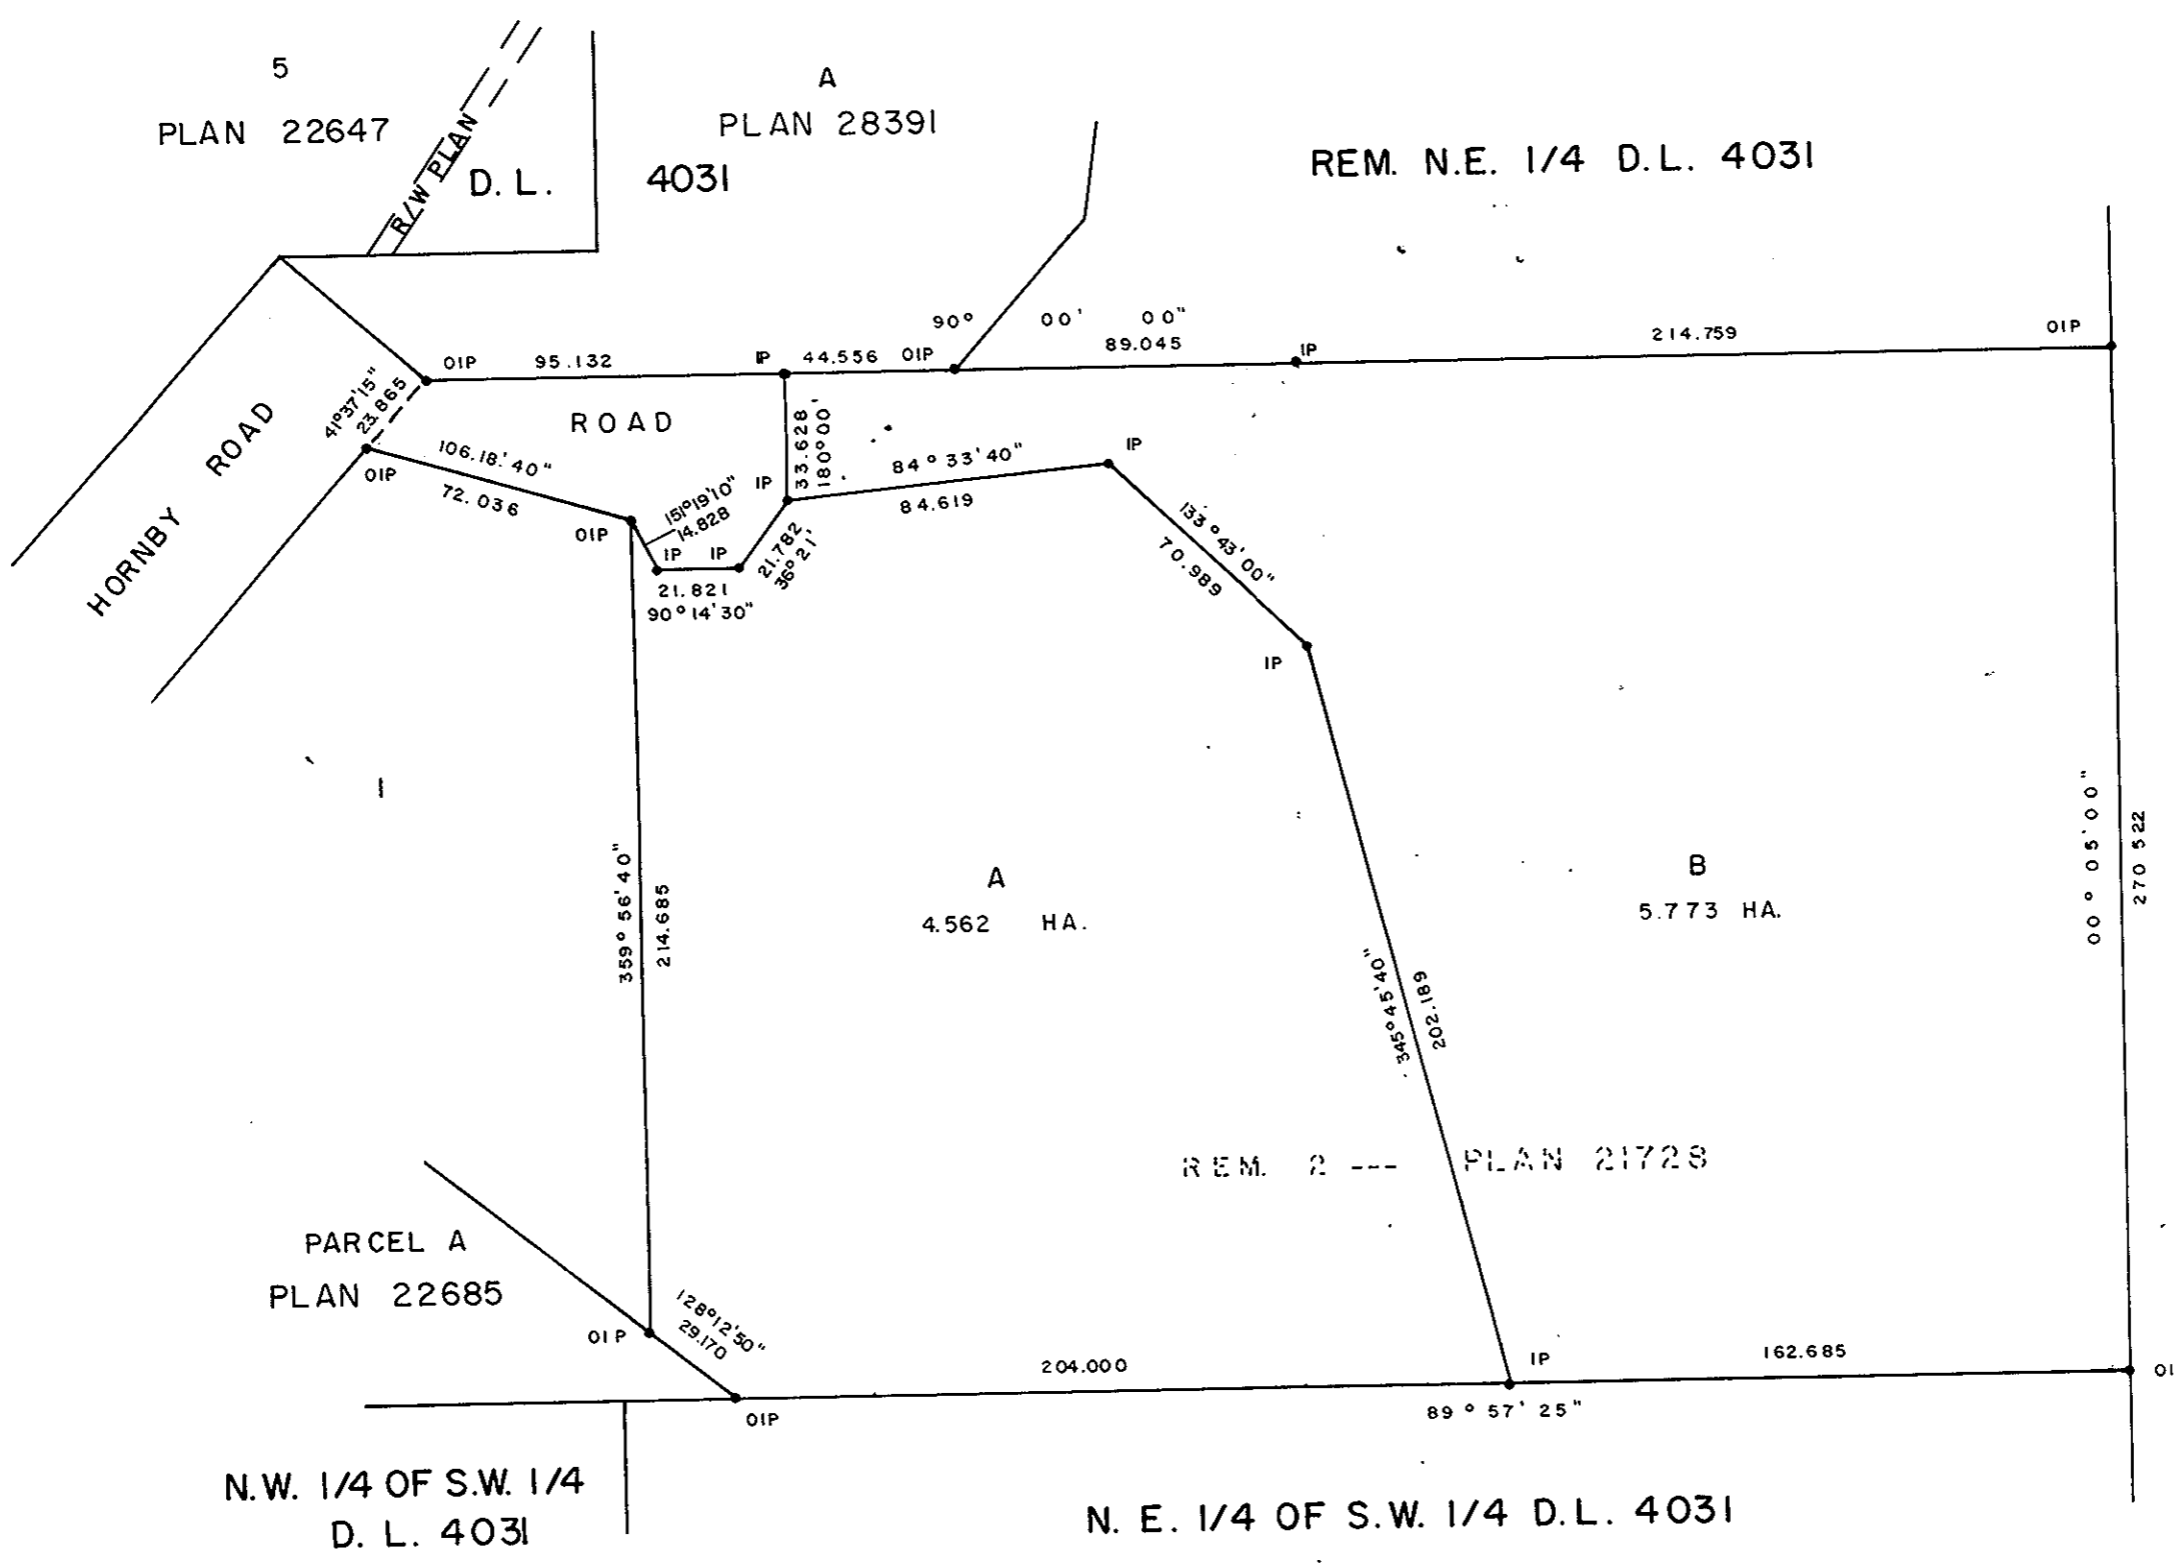 5
PLAN 22647
R/W PLAN
D. L. 4031
A
PLAN 28391
REM. N.E. 1/4 D.L. 4031
90° 00' 00"
OIP
95.132
IP
44.556
OIP
89.045
IP
214.759
OIP
41°37'15"
23.865
HORNBY ROAD
ROAD
OIP
106.18.'40"
72.036
OIP
151°19'10"
14.828
IP
IP
21.821
90°14'30"
21.782
36°21'
IP
33.628
180°00'
84°33'40"
84.619
IP
133°43'00"
70.989
IP
1
359°56'40"
214.685
A
4.562 HA.
B
5.773 HA.
345°45'40"
202.189
00°05'00"
270 522
REM. 2 --- PLAN 21728
PARCEL A
PLAN 22685
OIP
128°12'50"
29.170
OIP
204.000
IP
162.685
OI
89°57'25"
N.W. 1/4 OF S.W. 1/4
D. L. 4031
N. E. 1/4 OF S.W. 1/4 D.L. 4031